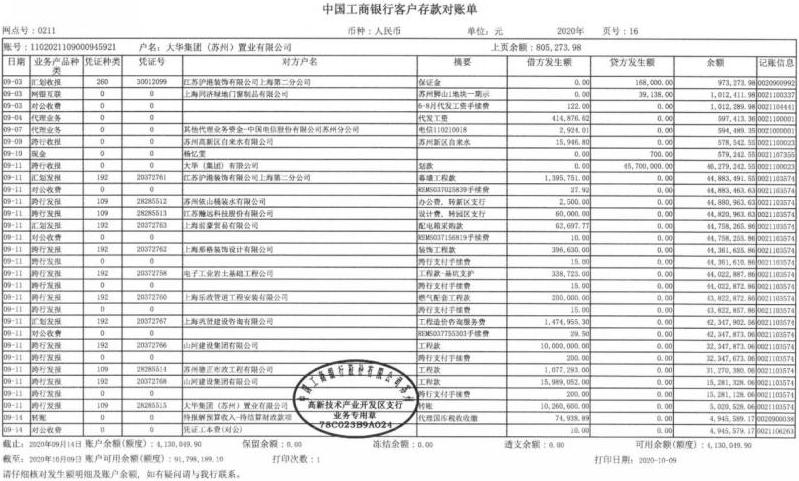 中国工商银行客户存款对账单
网点号：0211 币种：人民币 单位：元 2020年 页号：16
账号：1102021109000945921 户名：大华集团（苏州）置业有限公司 上页余额：805,273.98
日期 业务产品种类 凭证种类 凭证号 对方户名 摘要 借方发生额 贷方发生额 余额 记账信息
09-03 汇划收报 260 30012099 江苏沪港装饰有限公司上海第二分公司 保证金 0.00 168,000.00 973,273.98 0020900992
09-03 网银互联 0 0 上海同济绿地门窗制品有限公司 苏州狮山1地块一期示 0.00 39,138.00 1,012,411.98 0021100337
09-03 对公收费 0 0 6-8月代发工资手续费 122.00 0.00 1,012,289.98 0021104441
09-04 代理业务 0 0 代发工资 414,876.62 0.00 597,413.36 0021100001
09-07 代理业务 0 0 其他代理业务资金-中国电信股份有限公司苏州分公司 电信110210018 2,924.01 0.00 594,489.35 0021000001
09-09 跨行收报 0 0 苏州高新区自来水有限公司 苏州新区自来水 15,946.80 0.00 578,542.55 0021103574
09-10 现金 0 0 杨忆雯 0.00 700.00 579,242.55 0021107355
09-11 跨行收报 0 0 大华（集团）有限公司 划款 0.00 45,700,000.00 46,279,242.55 0021100023
09-11 汇划发报 192 20372761 江苏沪港装饰有限公司上海第二分公司 幕墙工程款 1,395,751.00 0.00 44,883,491.55 0021103574
09-11 对公收费 0 0 REMS037025839手续费 27.92 0.00 44,883,463.63 0021103574
09-11 跨行发报 109 28285512 苏州依山桶装水有限公司 办公费，转新区支行 2,500.00 0.00 44,880,963.63 0021103574
09-11 跨行发报 109 28285513 江苏瀚远科技股份有限公司 设计费，转园区支行 60,000.00 0.00 44,820,963.63 0021103574
09-11 汇划发报 192 20372763 上海前豪贸易有限公司 配电箱采购款 62,697.77 0.00 44,758,265.86 0021103574
09-11 对公收费 0 0 REMS037156819手续费 10.00 0.00 44,758,255.86 0021103574
09-11 跨行发报 192 20372762 上海那格装饰设计有限公司 装饰工程款 396,630.00 0.00 44,361,625.86 0021103574
09-11 跨行发报 0 0 跨行支付手续费 15.00 0.00 44,361,610.86 0021103574
09-11 跨行发报 192 20372758 电子工业岩土基础工程公司 工程款-基坑支护 338,723.00 0.00 44,022,887.86 0021103574
09-11 跨行发报 0 0 跨行支付手续费 15.00 0.00 44,022,872.86 0021103574
09-11 跨行发报 192 20372760 上海乐政管道工程安装有限公司 燃气配套工程款 200,000.00 0.00 43,822,872.86 0021103574
09-11 跨行发报 0 0 跨行支付手续费 15.00 0.00 43,822,857.86 0021103574
09-11 汇划发报 192 20372767 上海巩贤建设咨询有限公司 工程造价咨询服务费 1,474,955.30 0.00 42,347,902.56 0021103574
09-11 对公收费 0 0 REMS037755303手续费 29.50 0.00 42,347,873.06 0021103574
09-11 跨行发报 192 20372766 山河建设集团有限公司 工程款 10,000,000.00 0.00 32,347,873.06 0021103574
09-11 跨行发报 0 0 跨行支付手续费 200.00 0.00 32,347,673.06 0021103574
09-11 跨行发报 109 28285514 苏州德正市政工程有限公司 工程款 1,077,293.00 0.00 31,270,380.06 0021103574
09-11 跨行发报 192 20372768 山河建设集团有限公司 工程款 15,989,052.00 0.00 15,281,328.06 0021103574
09-11 跨行发报 0 0 跨行支付手续费 200.00 0.00 15,281,128.06 0021103574
09-11 跨行发报 109 28285515 大华集团（苏州）置业有限公司 转账 10,260,600.00 0.00 5,020,528.06 0021103574
09-14 转账 0 0 待报解预算收入-待结算财政款项 代理国库税收收缴 74,938.89 0.00 4,945,589.17 0020900038
09-14 对公收费 0 0 凭证工本费（对公） 10.00 0.00 4,945,579.17 0021106263
中国工商银行股份有限公司苏州
高新技术产业开发区支行
业务专用章
78C023B9A024
截止：2020年09月14日 账户余额（额度）：4,130,049.90 保留余额：0.00 冻结余额：0.00 透支余额：0.00 可用余额（额度）：4,130,049.90
截至：2020年10月09日 账户可用余额（额度）：91,798,189.10 打印次数：1 打印日期：2020-10-09
请仔细核对发生额明细及账户余额，如有疑问请与我行联系。